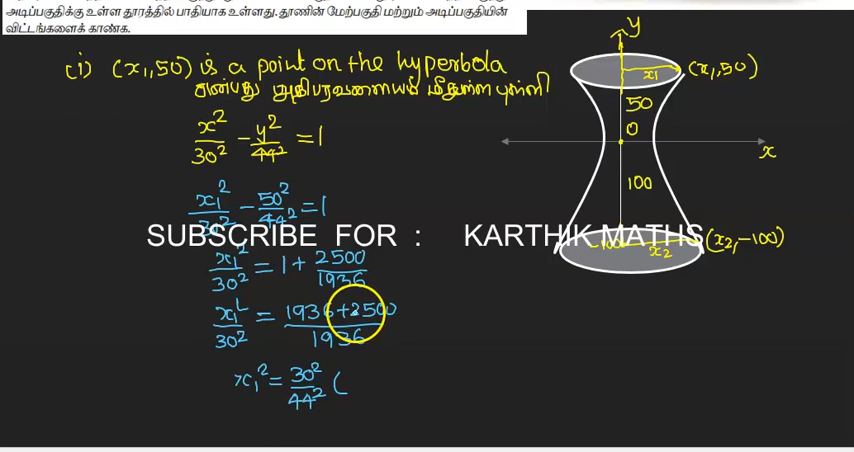 அடிப்பகுதிக்கு உள்ள தூரத்தில் பாதியாக உள்ளது. தூணின் மேற்பகுதி மற்றும் அடிப்பகுதியின்
விட்டங்களைக் காண்க.
(i) (x₁,50) is a point on the hyperbola
என்பது அதிபரவளையம் மீதுள்ள புள்ளி
x²/30² − y²/44² = 1
x₁²/30² − 50²/44² = 1
SUBSCRIBE FOR : KARTHIK MATHS
x₁²/30² = 1 + 2500/1936
x₁²/30² = (1936+2500)/1936
x₁² = 30²/44² (
y
(x₁,50)
x₁
50
0
x
100
-100
x₂
(x₂,−100)